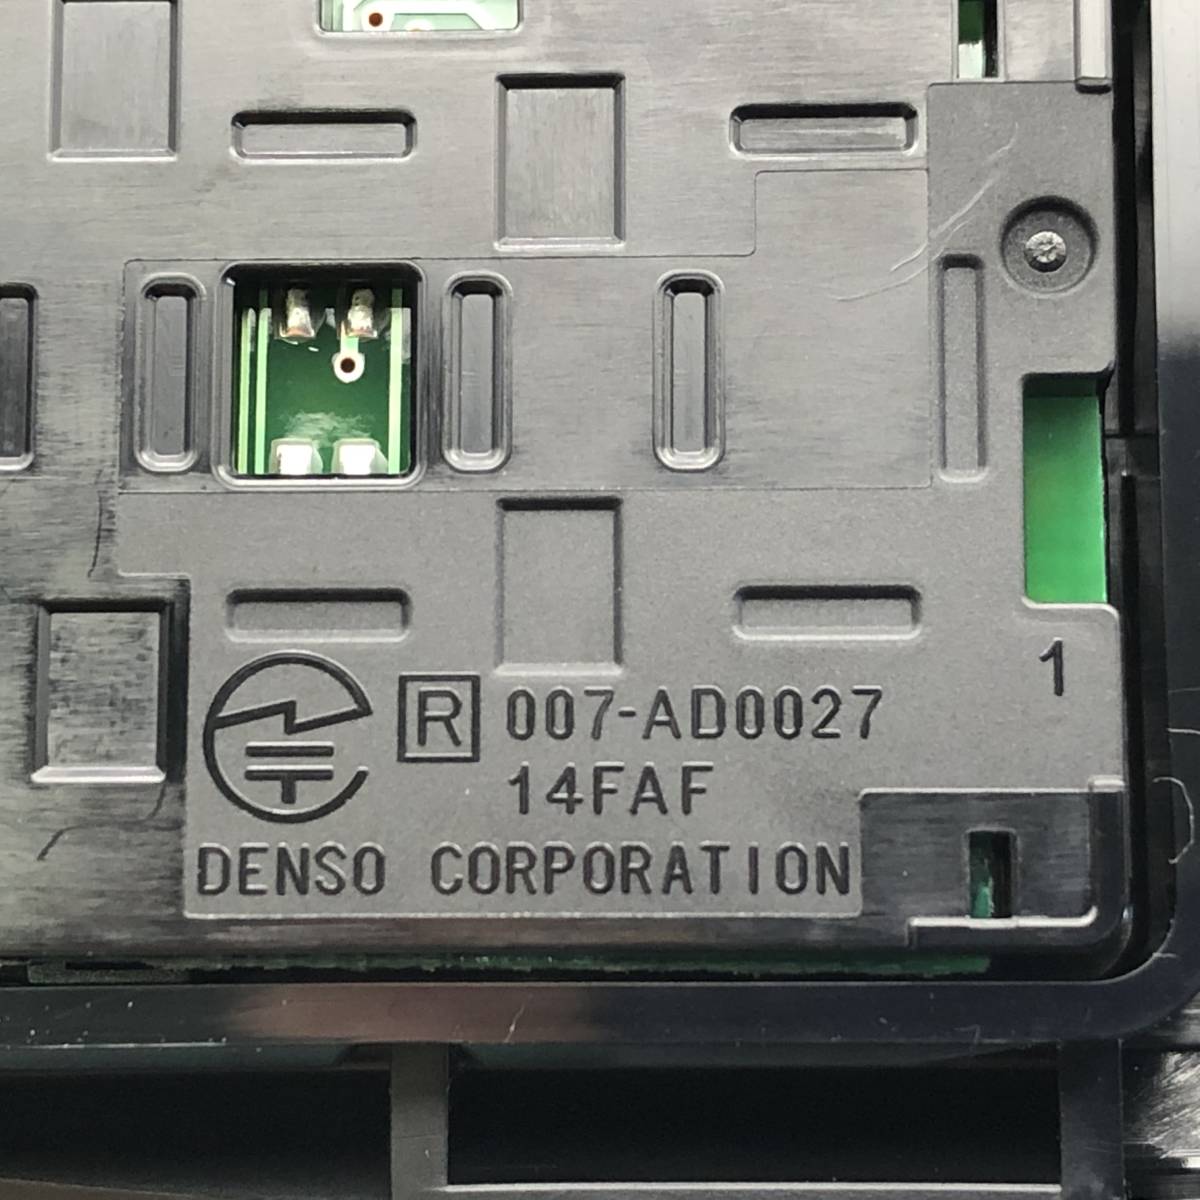 1
R 007-AD0027
14FAF
DENSO CORPORATION